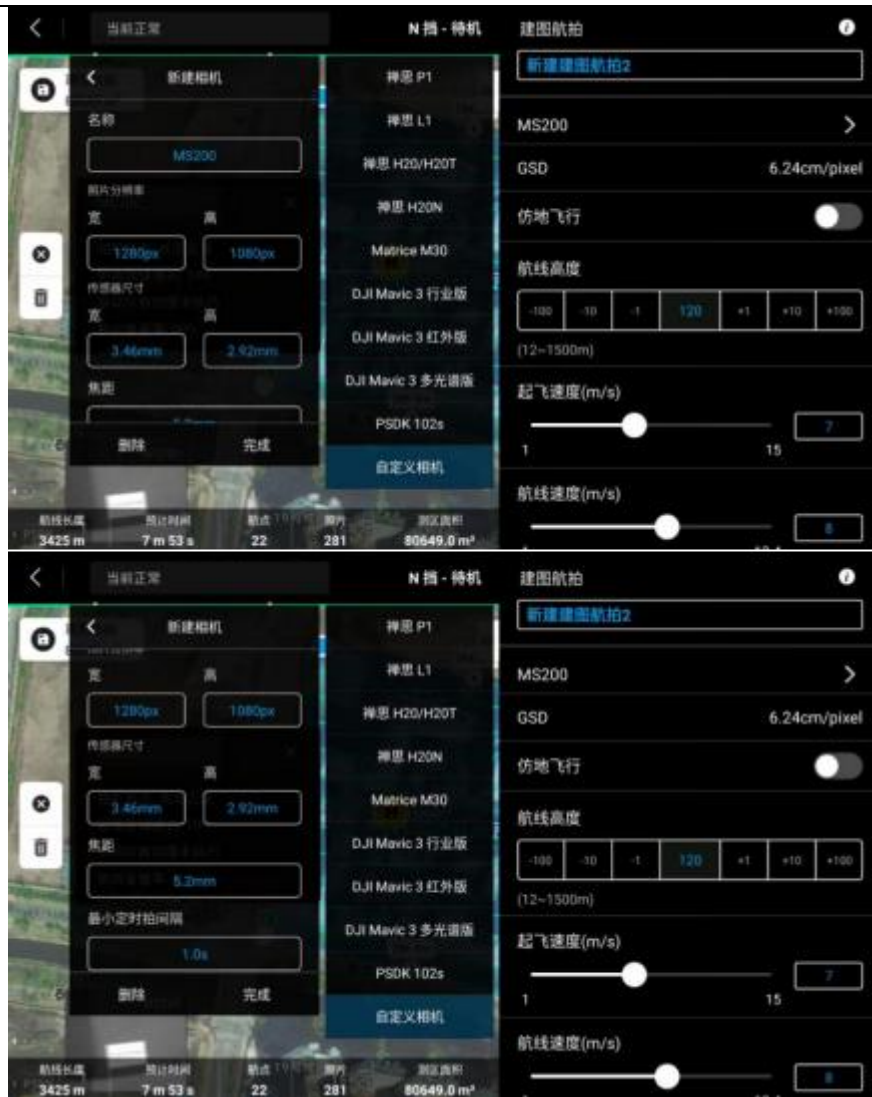 当前正常
N 挡 - 待机
建图航拍
新建相机
禅思 P1
新建建图航拍2
名称
禅思 L1
MS200
MS200
禅思 H20/H20T
GSD
6.24cm/pixel
照片分辨率
宽
高
禅思 H20N
仿地飞行
1280px
1080px
Matrice M30
航线高度
传感器尺寸
宽
高
DJI Mavic 3 行业版
-100
-10
-1
120
+1
+10
+100
3.46mm
2.92mm
DJI Mavic 3 红外版
(12~1500m)
焦距
DJI Mavic 3 多光谱版
起飞速度(m/s)
PSDK 102s
7
删除
完成
1
15
自定义相机
航线速度(m/s)
航线长度
预计时间
航点
照片
测区面积
3425 m
7 m 53 s
22
281
80649.0 m²
8
当前正常
N 挡 - 待机
建图航拍
新建相机
禅思 P1
新建建图航拍2
宽
高
禅思 L1
MS200
1280px
1080px
禅思 H20/H20T
GSD
6.24cm/pixel
传感器尺寸
宽
高
禅思 H20N
仿地飞行
3.46mm
2.92mm
Matrice M30
航线高度
焦距
DJI Mavic 3 行业版
-100
-10
-1
120
+1
+10
+100
5.2mm
DJI Mavic 3 红外版
(12~1500m)
最小定时拍间隔
DJI Mavic 3 多光谱版
起飞速度(m/s)
1.0s
PSDK 102s
7
删除
完成
1
15
自定义相机
航线速度(m/s)
航线长度
预计时间
航点
照片
测区面积
3425 m
7 m 53 s
22
281
80649.0 m²
8